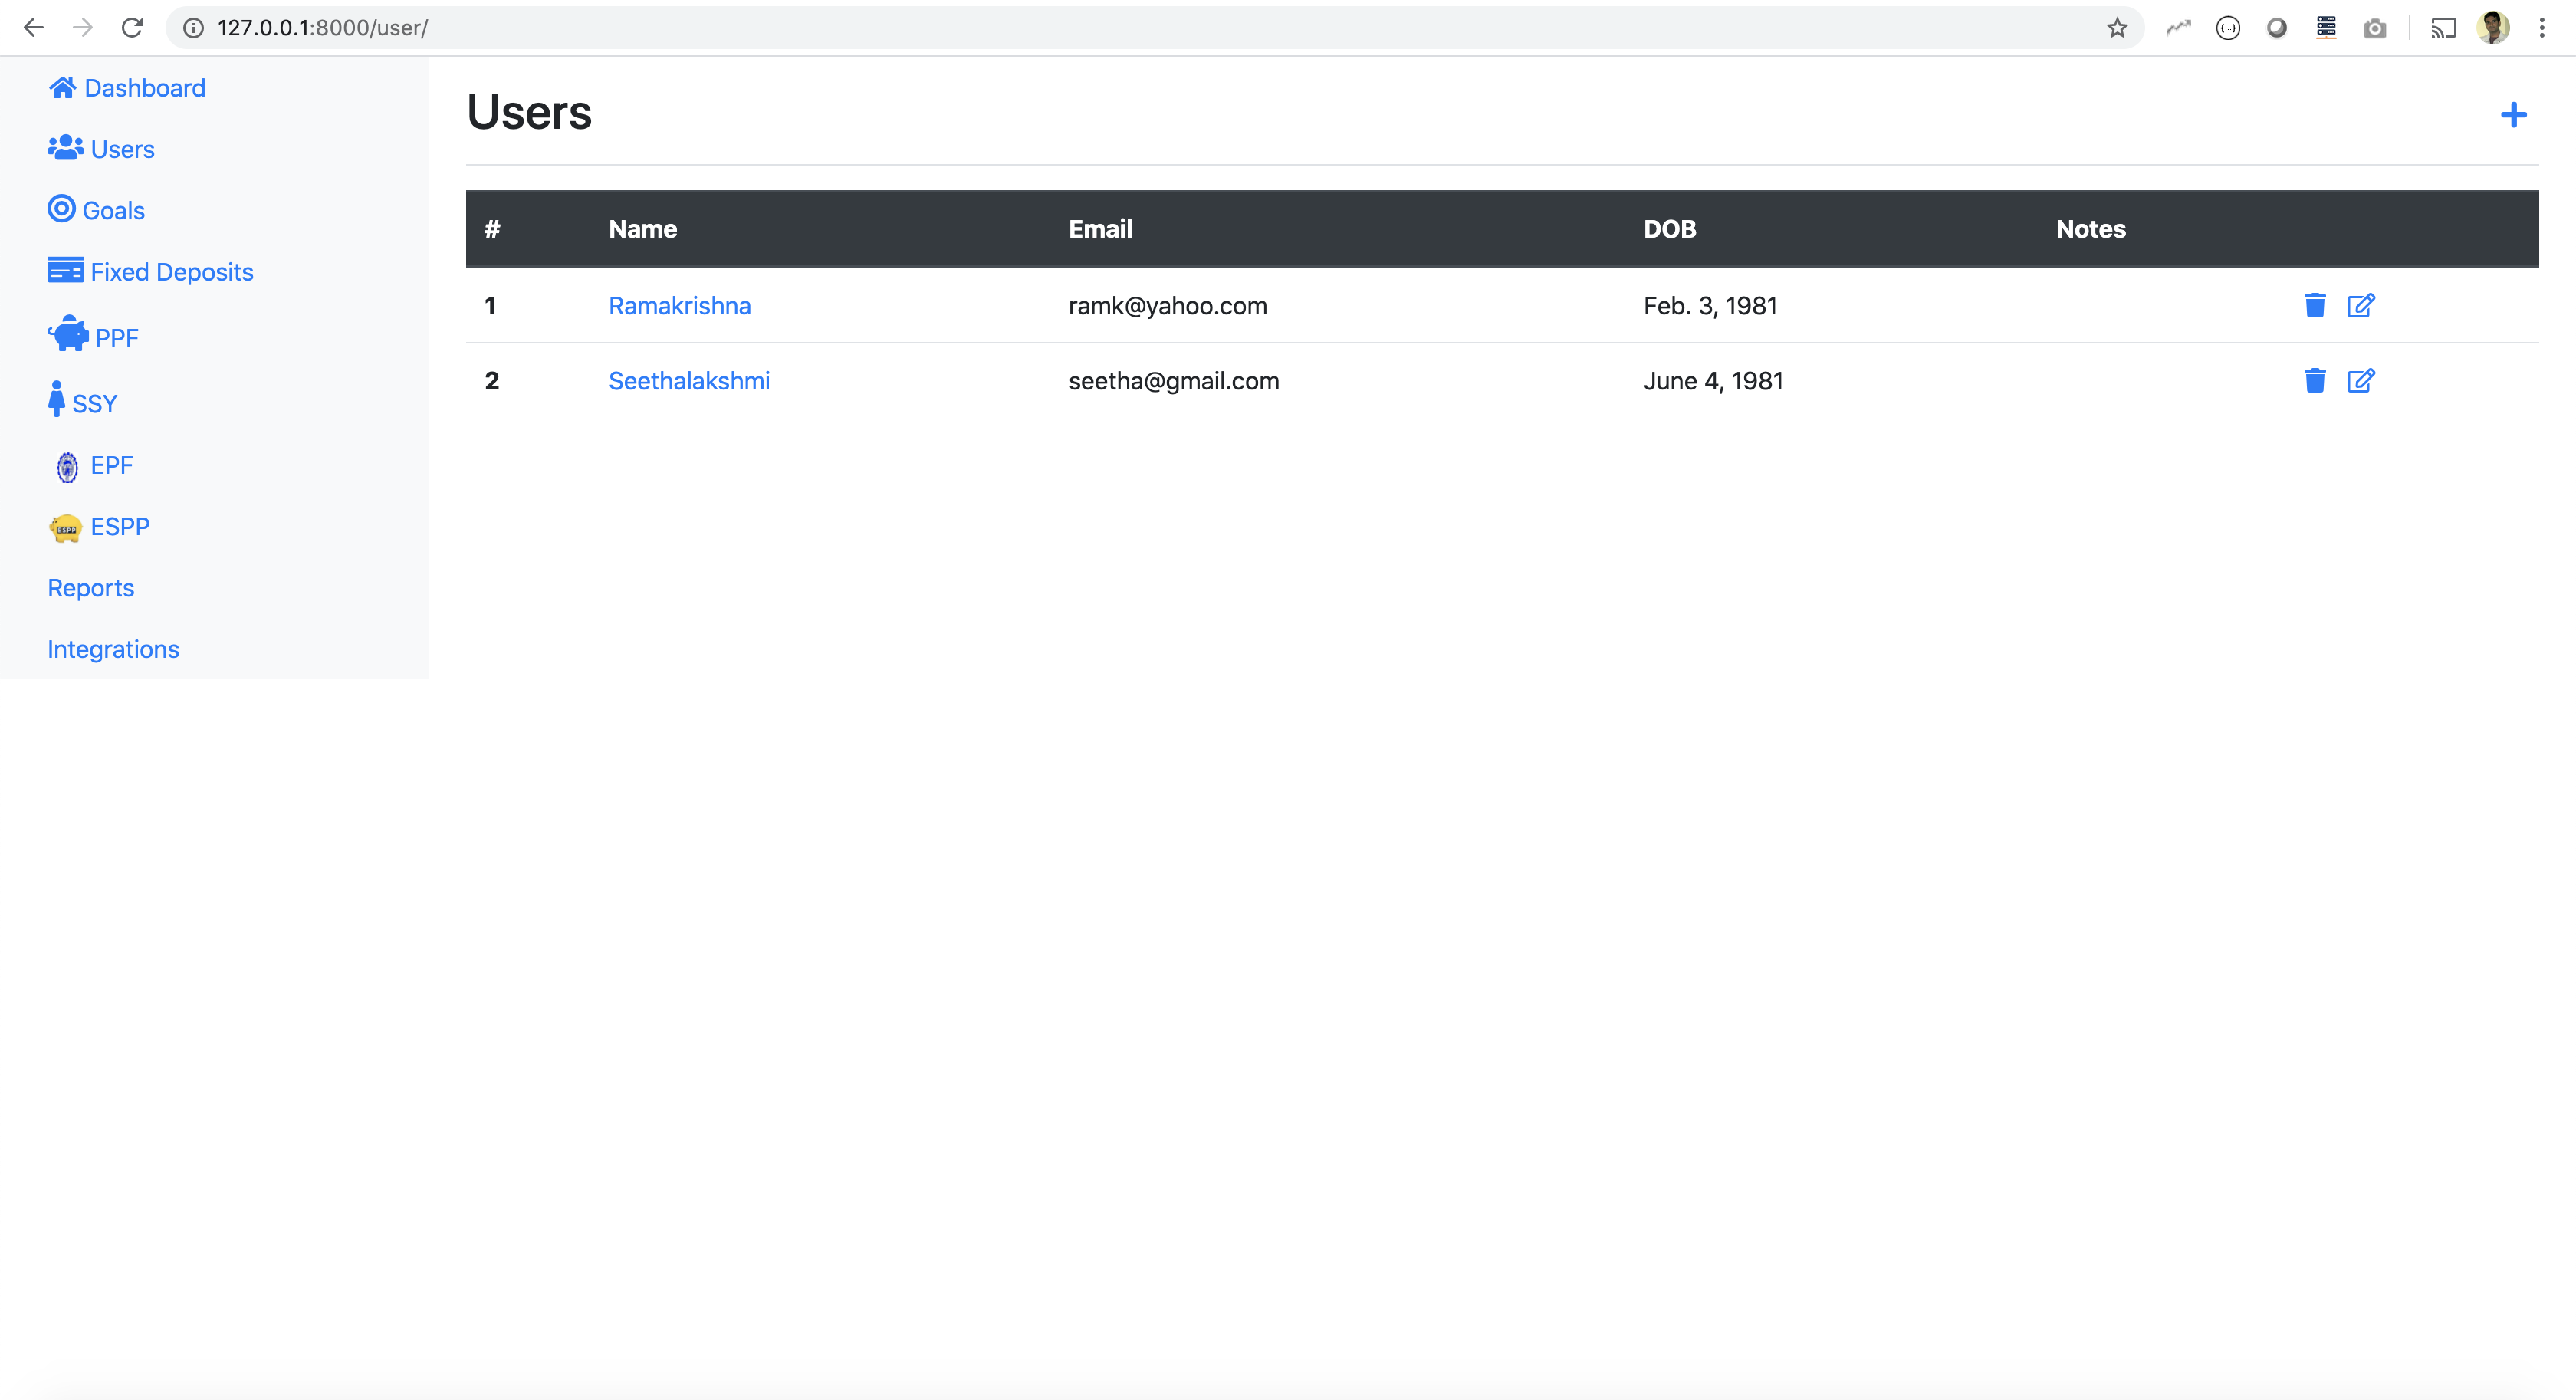 127.0.0.1:8000/user/
Dashboard
Users
Goals
Fixed Deposits
PPF
SSY
EPF
ESPP
ESPP
Reports
Integrations
Users
# Name Email DOB Notes
1 Ramakrishna ramk@yahoo.com Feb. 3, 1981
2 Seethalakshmi seetha@gmail.com June 4, 1981